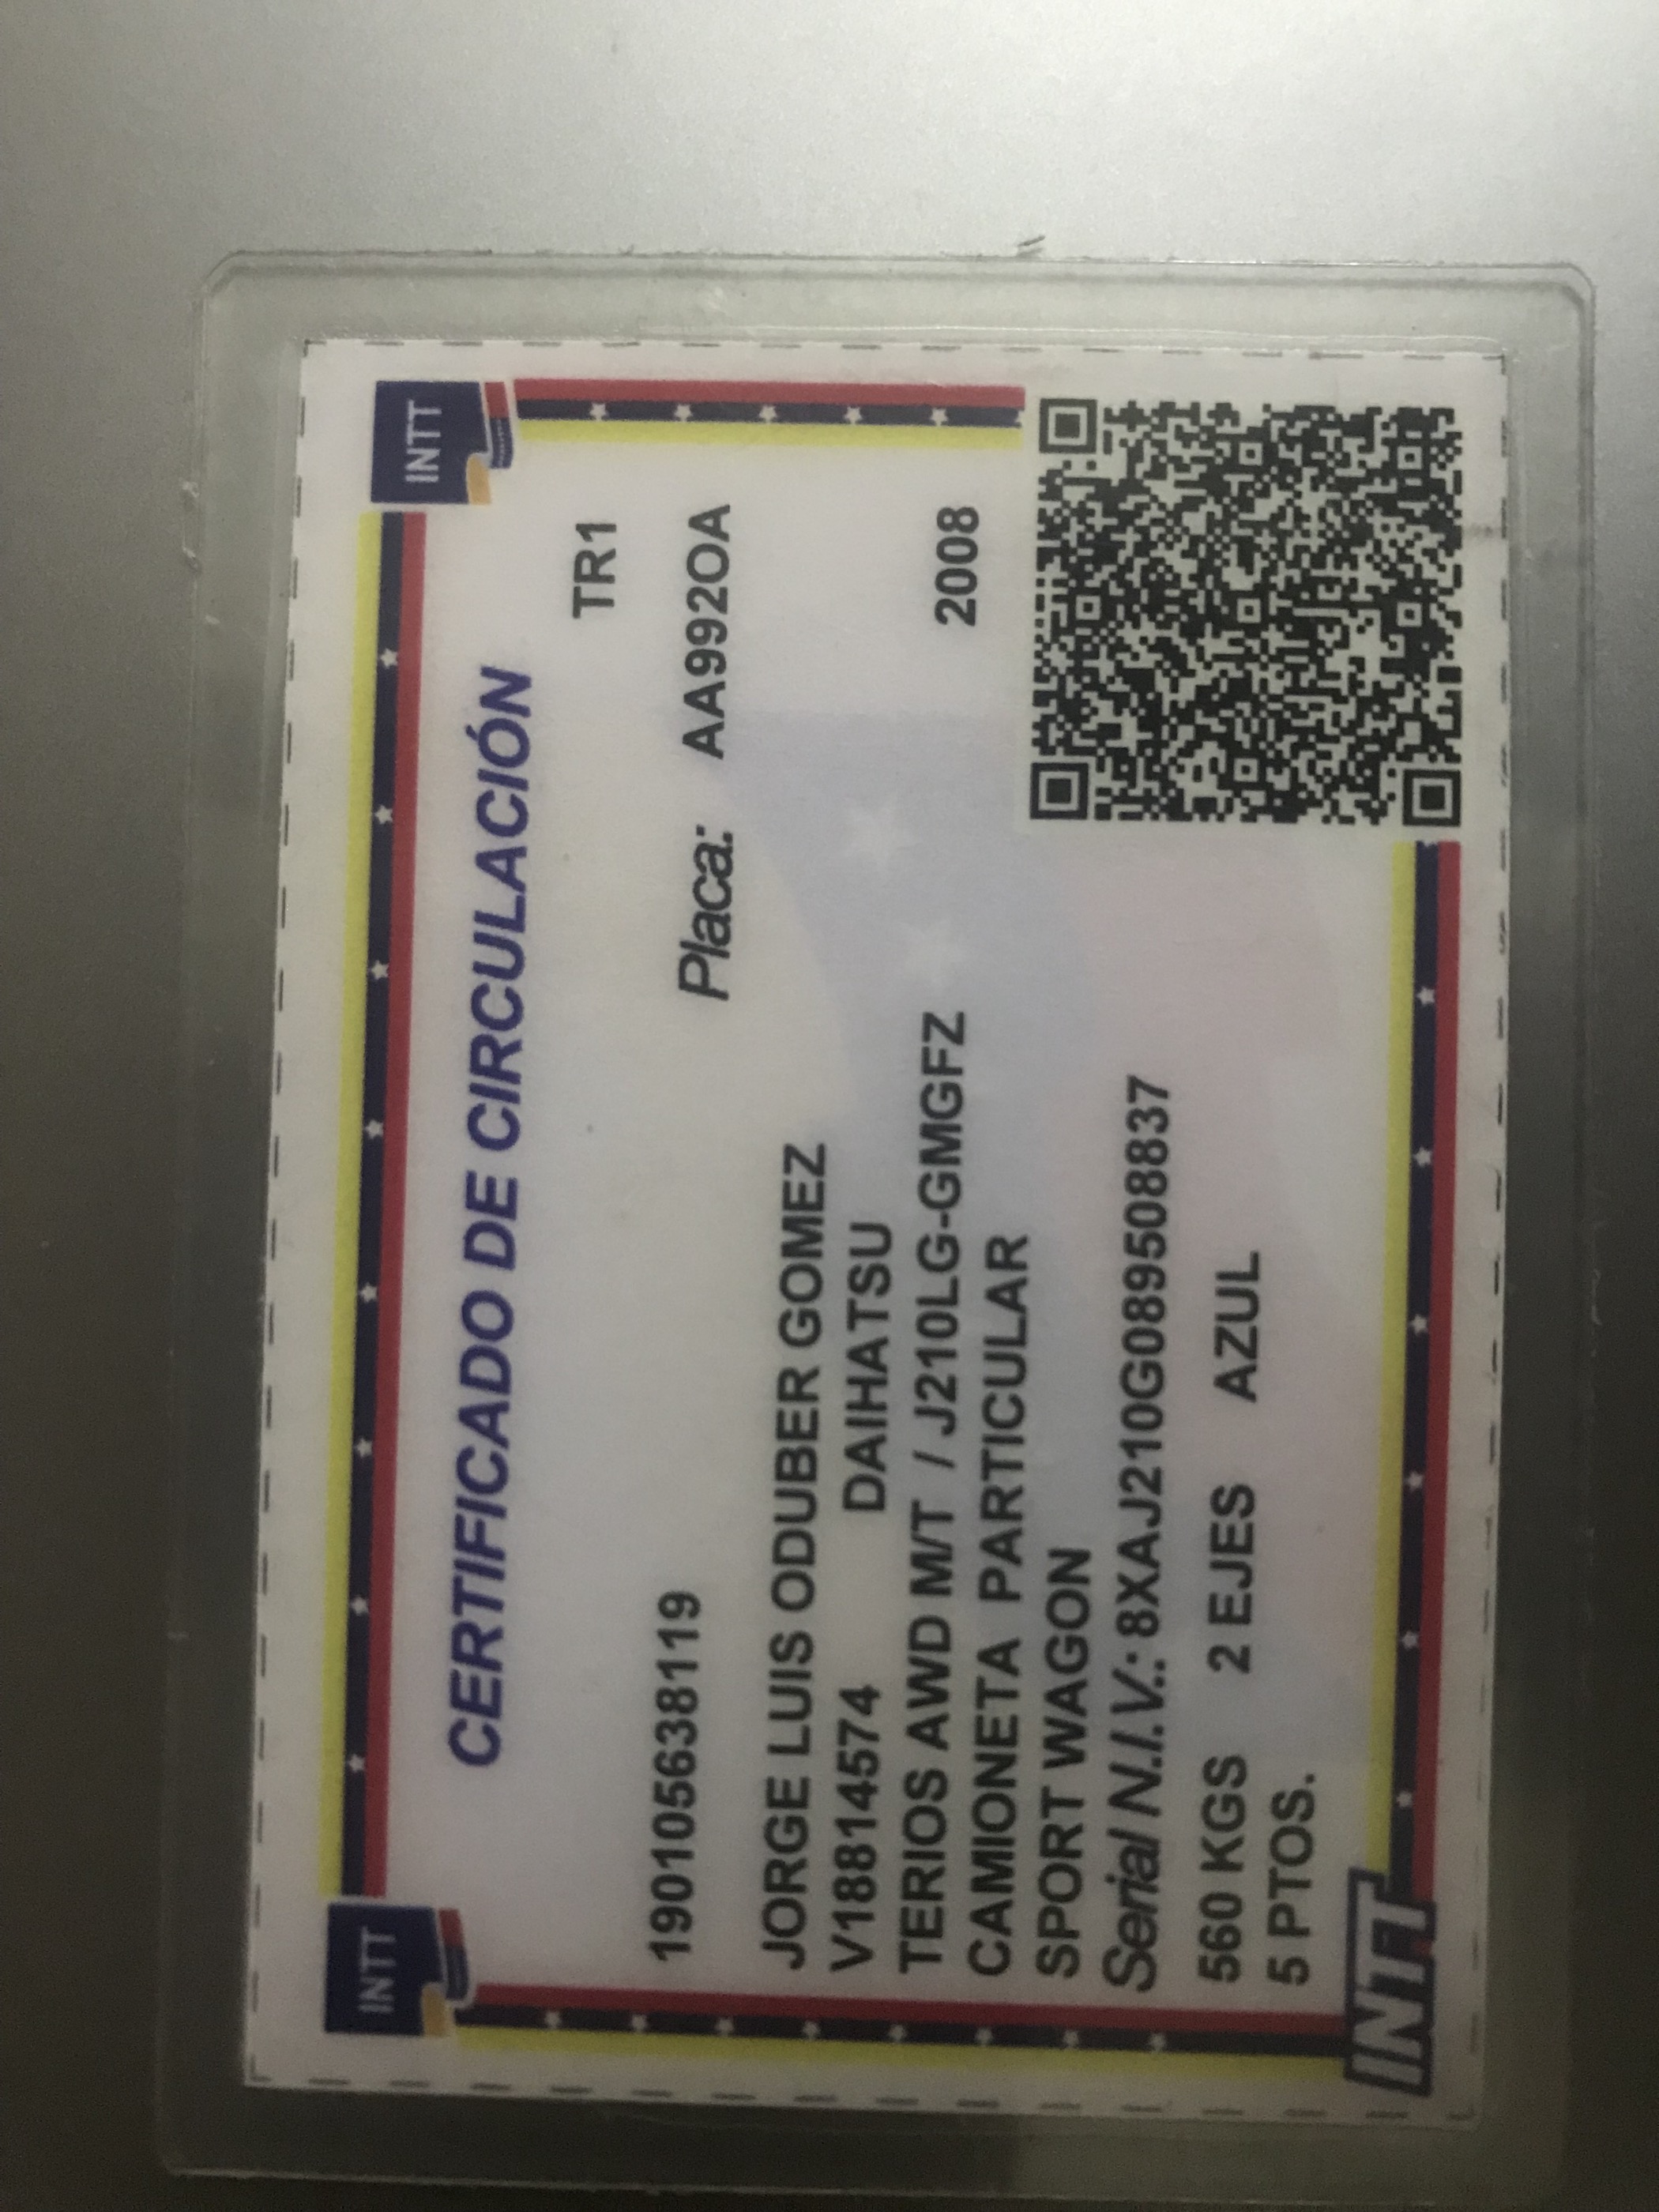 INTT
INTT
CERTIFICADO DE CIRCULACIÓN
TR1
190105638119
Placa: AA992OA
JORGE LUIS ODUBER GOMEZ
V18814574 DAIHATSU
TERIOS AWD M/T / J210LG-GMGFZ 2008
CAMIONETA PARTICULAR
SPORT WAGON
Serial N.I.V.: 8XAJ210G089508837
560 KGS 2 EJES AZUL
5 PTOS.
INTT